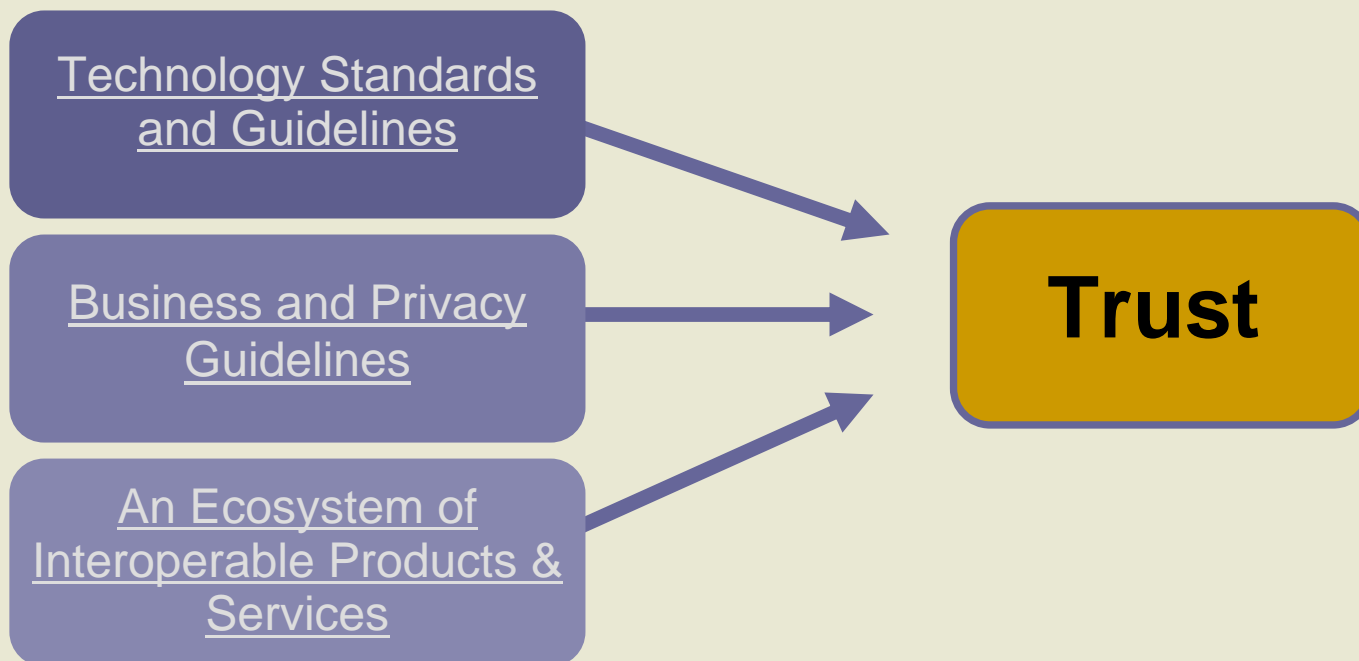 Technology Standards
and Guidelines
Business and Privacy
Guidelines
An Ecosystem of
Interoperable Products &
Services
Trust